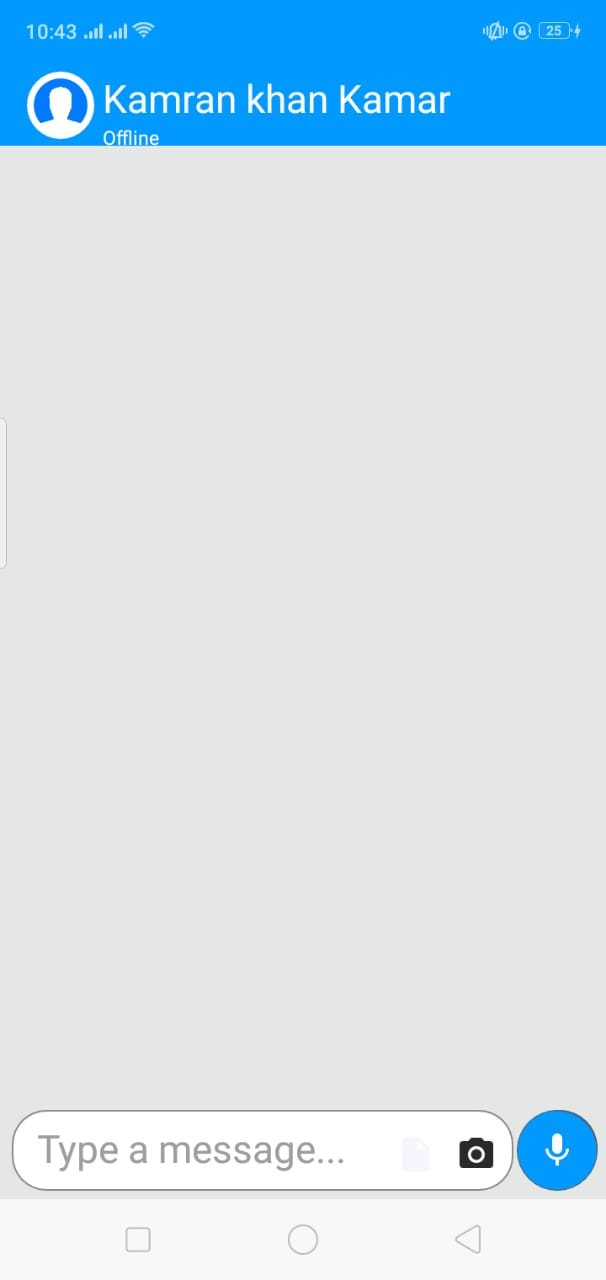 10:43
25
Kamran khan Kamar
Offline
Type a message...